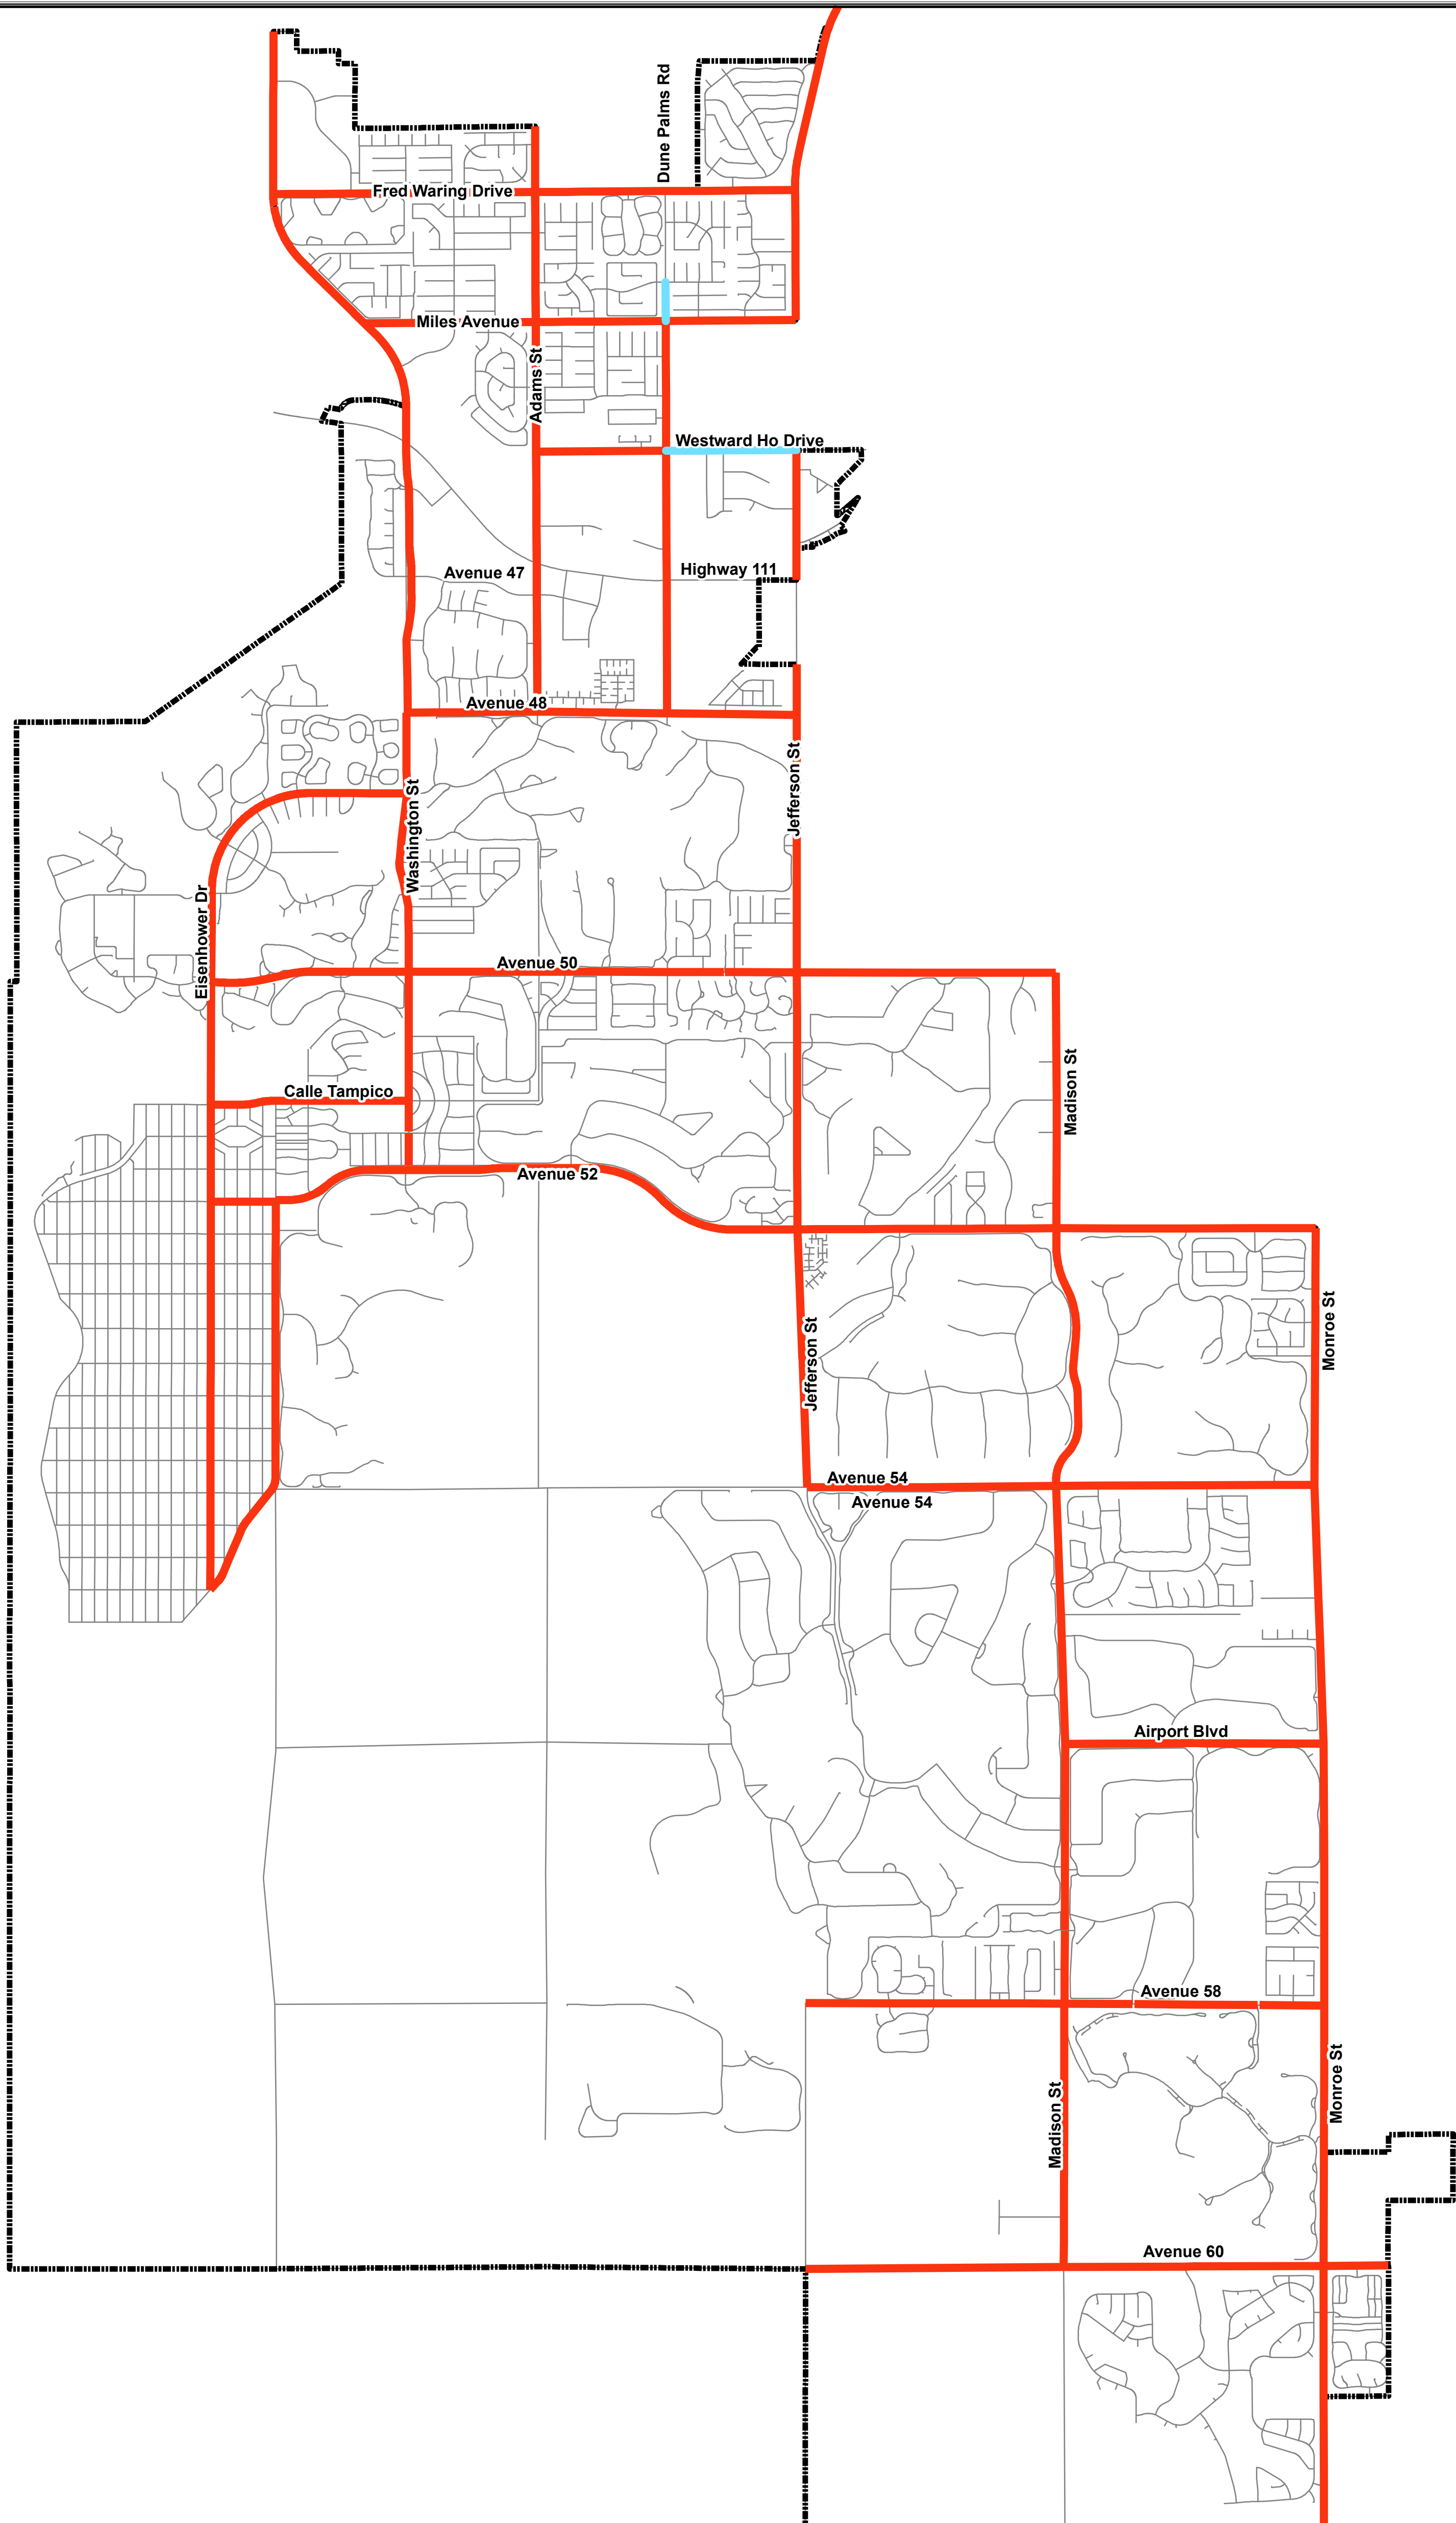 Dune Palms Rd
Fred Waring Drive
Miles Avenue
Adams St
Westward Ho Drive
Avenue 47
Highway 111
Avenue 48
Jefferson St
Washington St
Eisenhower Dr
Avenue 50
Madison St
Calle Tampico
Avenue 52
Monroe St
Jefferson St
Avenue 54
Avenue 54
Airport Blvd
Avenue 58
Monroe St
Madison St
Avenue 60